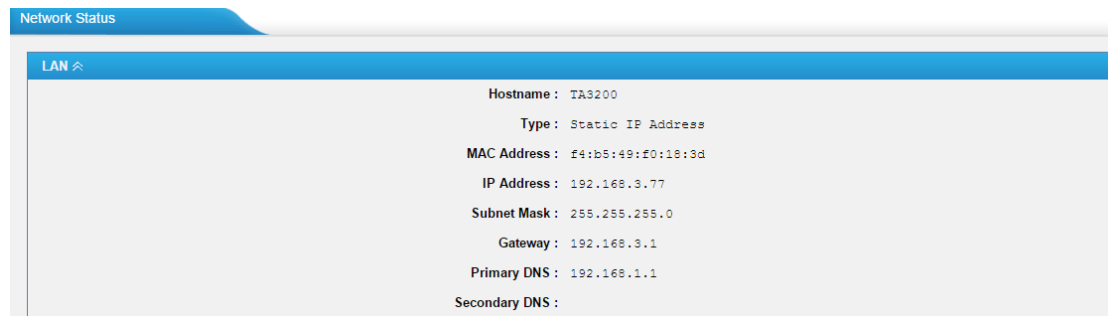 Network Status
LAN
Hostname : TA3200
Type : Static IP Address
MAC Address : f4:b5:49:f0:18:3d
IP Address : 192.168.3.77
Subnet Mask : 255.255.255.0
Gateway : 192.168.3.1
Primary DNS : 192.168.1.1
Secondary DNS :